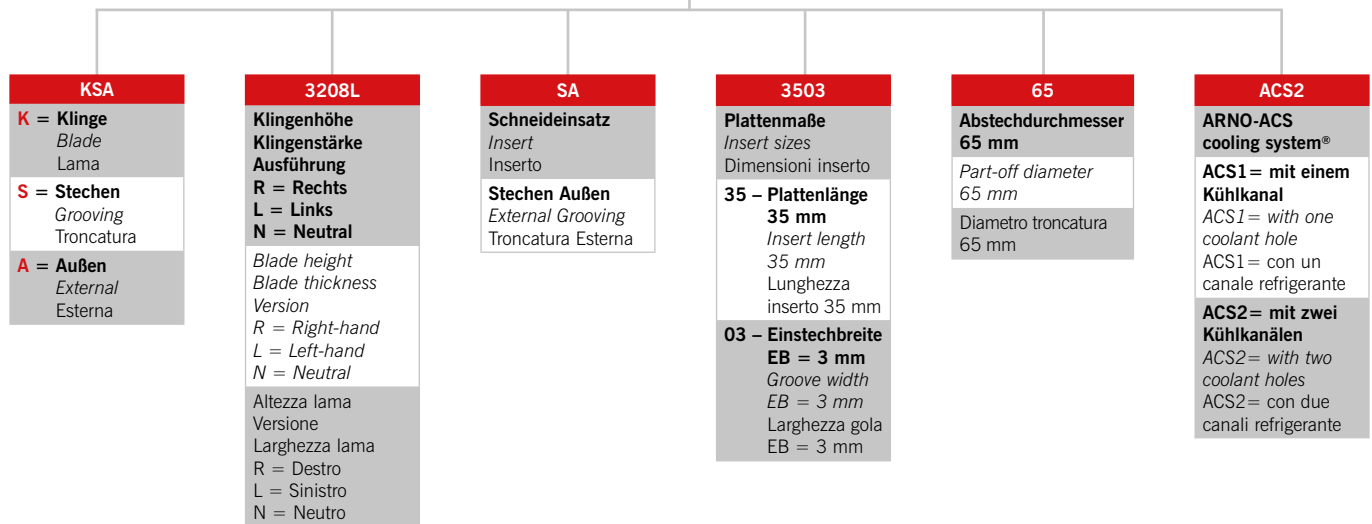 KSA
K = Klinge
Blade
Lama
S = Stechen
Grooving
Troncatura
A = Außen
External
Esterna
3208L
Klingenhöhe
Klingenstärke
Ausführung
R = Rechts
L = Links
N = Neutral
Blade height
Blade thickness
Version
R = Right-hand
L = Left-hand
N = Neutral
Altezza lama
Versione
Larghezza lama
R = Destro
L = Sinistro
N = Neutro
SA
Schneideinsatz
Insert
Inserto
Stechen Außen
External Grooving
Troncatura Esterna
3503
Plattenmaße
Insert sizes
Dimensioni inserto
35 – Plattenlänge
35 mm
Insert length
35 mm
Lunghezza
inserto 35 mm
03 – Einstechbreite
EB = 3 mm
Groove width
EB = 3 mm
Larghezza gola
EB = 3 mm
65
Abstechdurchmesser
65 mm
Part-off diameter
65 mm
Diametro troncatura
65 mm
ACS2
ARNO-ACS
cooling system®
ACS1= mit einem
Kühlkanal
ACS1= with one
coolant hole
ACS1= con un
canale refrigerante
ACS2= mit zwei
Kühlkanälen
ACS2= with two
coolant holes
ACS2= con due
canali refrigerante